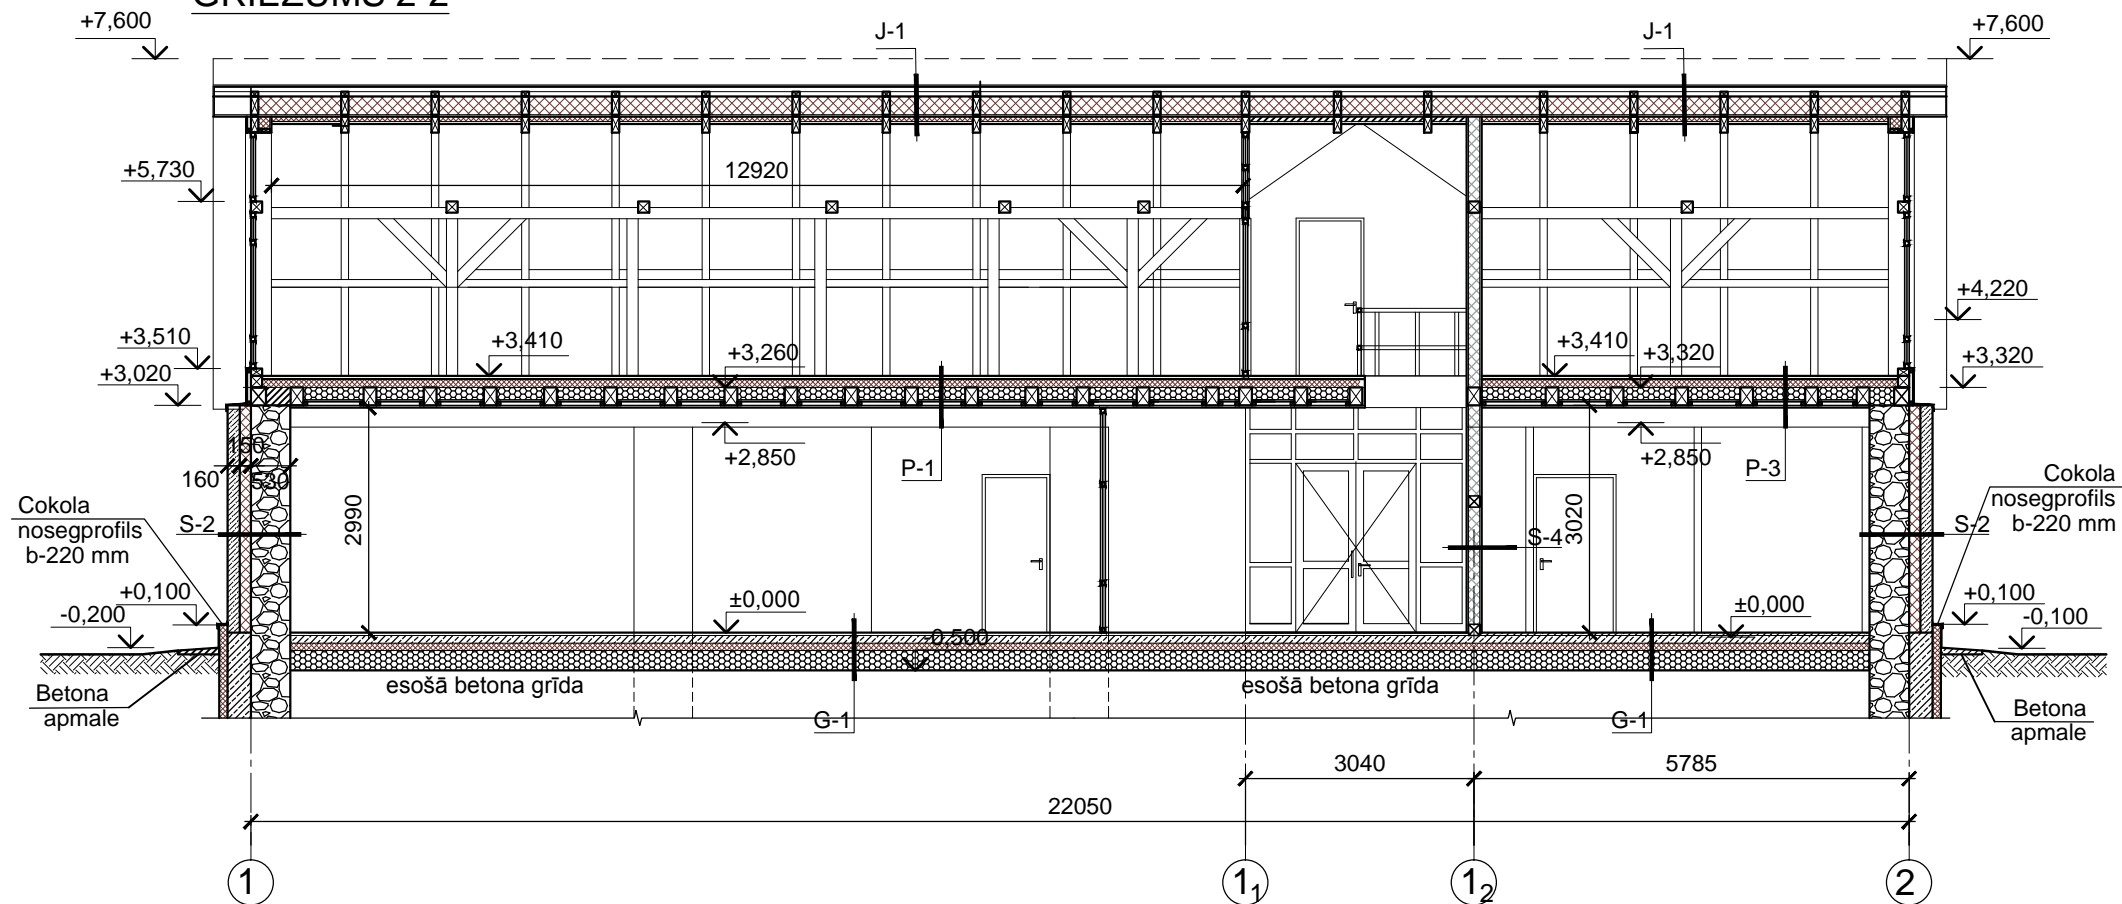 GRIEZUMS 2-2
+7,600
J-1
J-1
+7,600
+5,730
12920
+4,220
+3,510
+3,410
+3,260
+3,410
+3,320
+3,320
+3,020
150
160
530
2990
+2,850
P-1
+2,850
P-3
3020
Cokola
nosegprofils
b-220 mm
S-2
S-4
S-2
Cokola
nosegprofils
b-220 mm
+0,100
-0,200
±0,000
-0,500
±0,000
+0,100
-0,100
Betona
apmale
esošā betona grīda
esošā betona grīda
G-1
G-1
Betona
apmale
3040
5785
22050
1
1₁
1₂
2